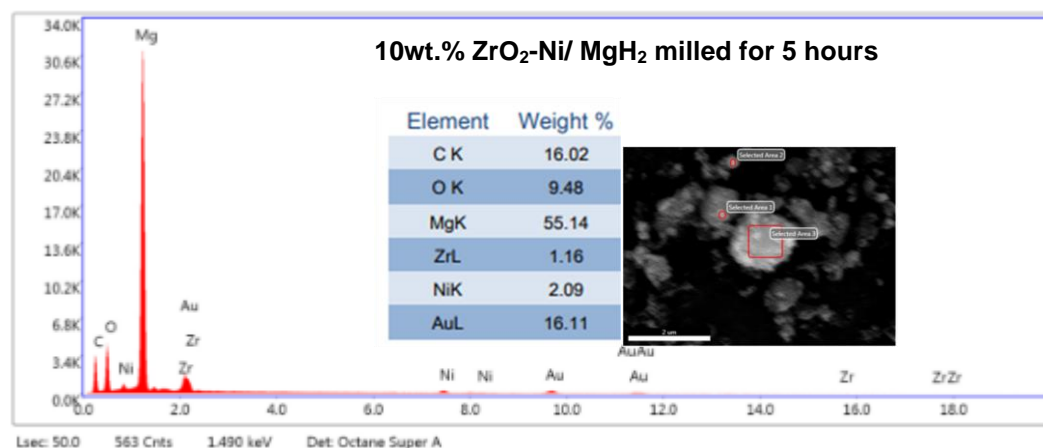 34.0K
30.6K
27.2K
23.8K
20.4K
17.0K
13.6K
10.2K
6.8K
3.4K
0.0K
Mg
10wt.% ZrO₂-Ni/ MgH₂ milled for 5 hours
Element Weight %
C K 16.02
O K 9.48
MgK 55.14
ZrL 1.16
NiK 2.09
AuL 16.11
Selected Area 2
Selected Area 1
Selected Area 3
2 um
Au
O
C
Zr
AuAu
Ni
Zr
Ni
Ni
Au
Au
Zr
ZrZr
0.0 2.0 4.0 6.0 8.0 10.0 12.0 14.0 16.0 18.0
Lsec: 50.0 563 Cnts 1.490 keV Det: Octane Super A